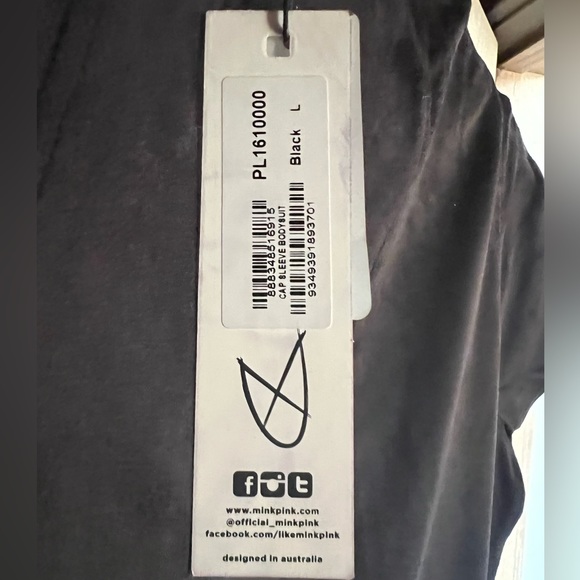 PL1610000
Black L
888348516915
CAP SLEEVE BODYSUIT
9349391893701
f t
www.minkpink.com
@official_minkpink
facebook.com/likeminkpink
designed in australia